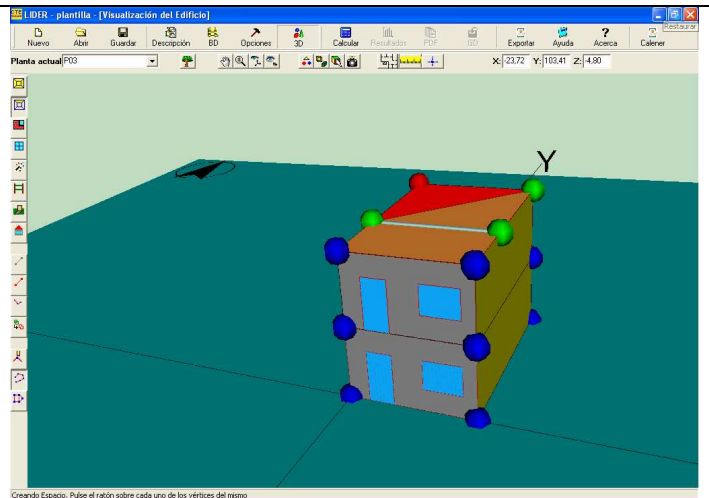 LIDER - plantilla - [Visualización del Edificio]
Restaurar
Nuevo Abrir Guardar Descripción BD Opciones 3D Calcular Resultados PDF GD Exportar Ayuda Acerca Calener
Planta actual P03 X: -23,72 Y: 103,41 Z: -4,80
Y
Creando Espacio. Pulse el ratón sobre cada uno de los vértices del mismo